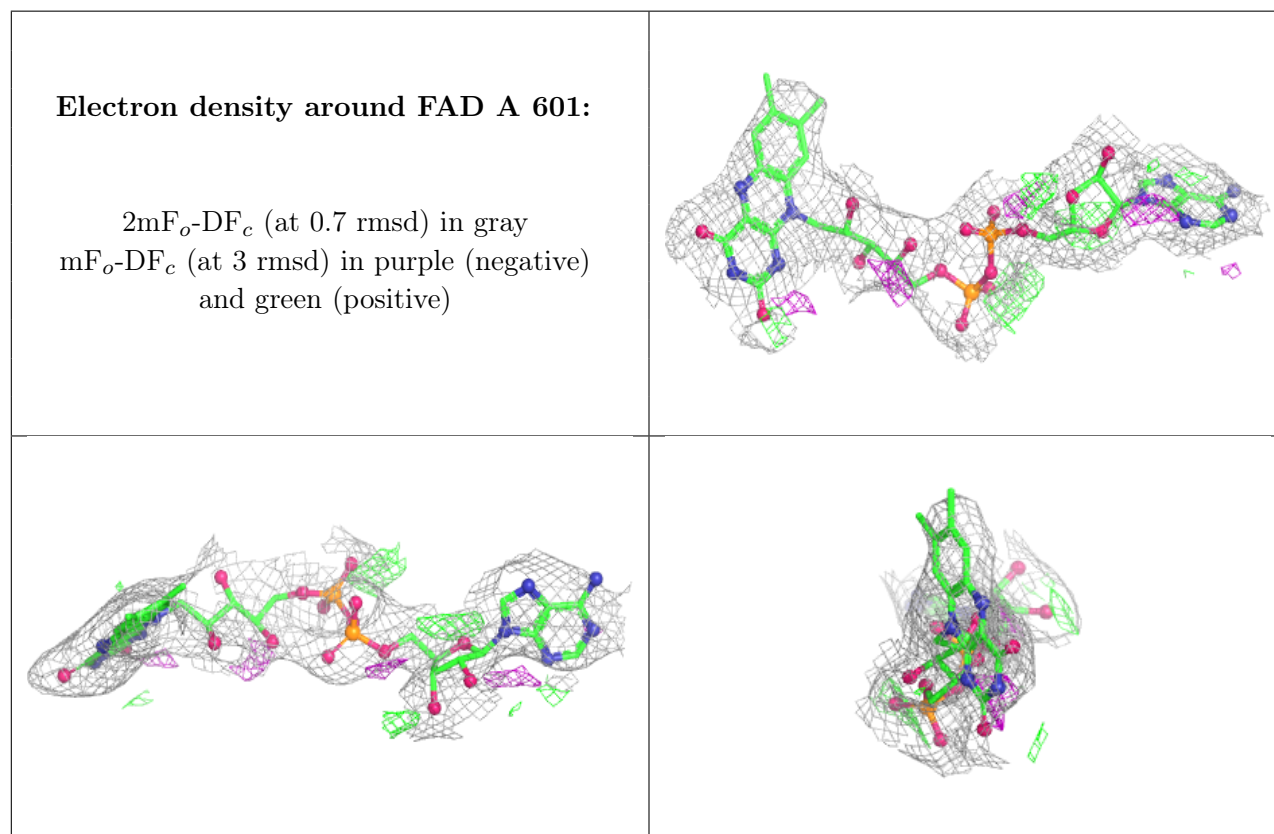 Electron density around FAD A 601:
2mFo-DFc (at 0.7 rmsd) in gray
mFo-DFc (at 3 rmsd) in purple (negative)
and green (positive)